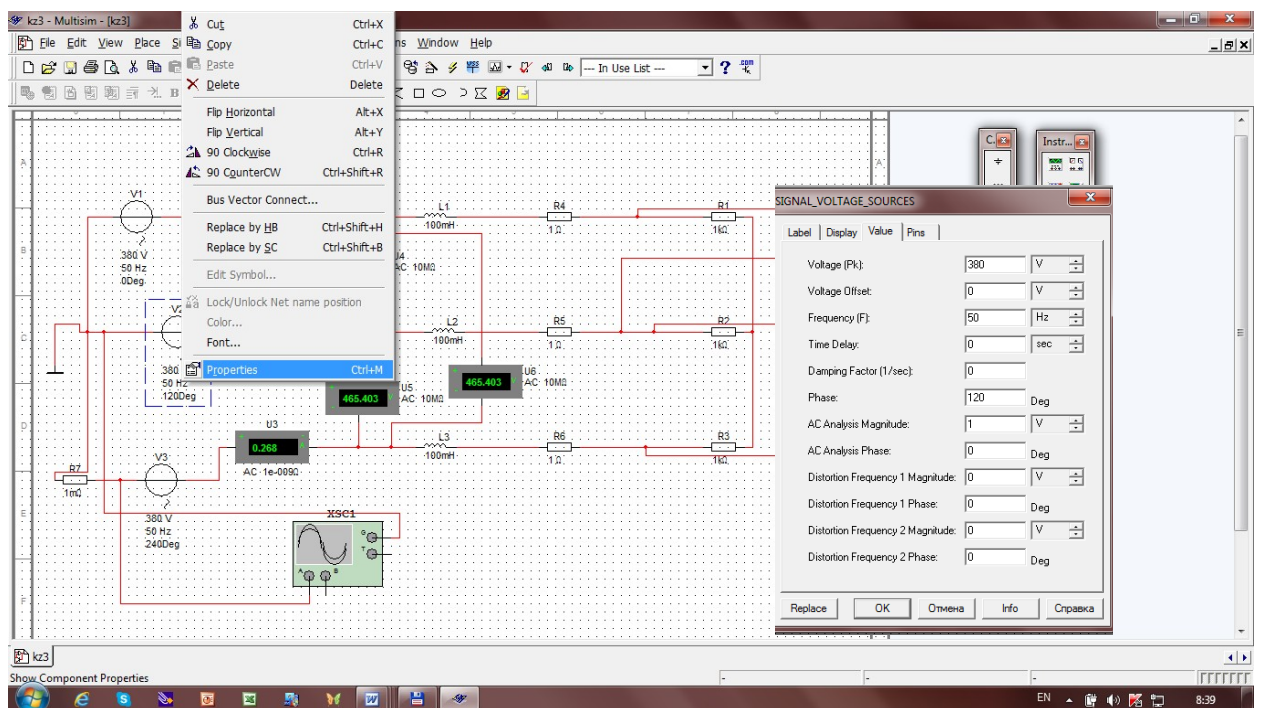 kz3 - Multisim - [kz3]
File Edit View Place
ns Window Help
--- In Use List ---
Cut Ctrl+X
Copy Ctrl+C
Paste Ctrl+V
Delete Delete
Flip Horizontal Alt+X
Flip Vertical Alt+Y
90 Clockwise Ctrl+R
90 CounterCW Ctrl+Shift+R
Bus Vector Connect...
Replace by HB Ctrl+Shift+H
Replace by SC Ctrl+Shift+B
Edit Symbol...
Lock/Unlock Net name position
Color...
Font...
Properties Ctrl+M
C...
Instr...
V1
380 V
50 Hz
0Deg
L1
100mH
R4
1Ω
R1
1kΩ
AC 10MΩ
V2
380
50 Hz
120Deg
L2
100mH
R5
1Ω
R2
1kΩ
465.403
U5
AC 10MΩ
465.403
U6
AC 10MΩ
U3
0.268
AC 1e-009Ω
L3
100mH
R6
1Ω
R3
1kΩ
R7
1mΩ
V3
380 V
50 Hz
240Deg
XSC1
G
T
A B
SIGNAL_VOLTAGE_SOURCES
Label Display Value Pins
Voltage (Pk): 380 V
Voltage Offset: 0 V
Frequency (F): 50 Hz
Time Delay: 0 sec
Damping Factor (1/sec): 0
Phase: 120 Deg
AC Analysis Magnitude: 1 V
AC Analysis Phase: 0 Deg
Distortion Frequency 1 Magnitude: 0 V
Distortion Frequency 1 Phase: 0 Deg
Distortion Frequency 2 Magnitude: 0 V
Distortion Frequency 2 Phase: 0 Deg
Replace OK Отмена Info Справка
kz3
Show Component Properties
EN 8:39